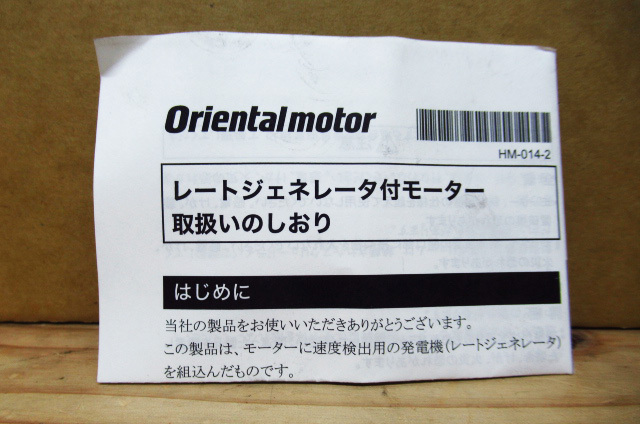 Orientalmotor
HM-014-2
レートジェネレータ付モーター
取扱いのしおり
はじめに
当社の製品をお使いいただきありがとうございます。
この製品は、モーターに速度検出用の発電機(レートジェネレータ)
を組込んだものです。